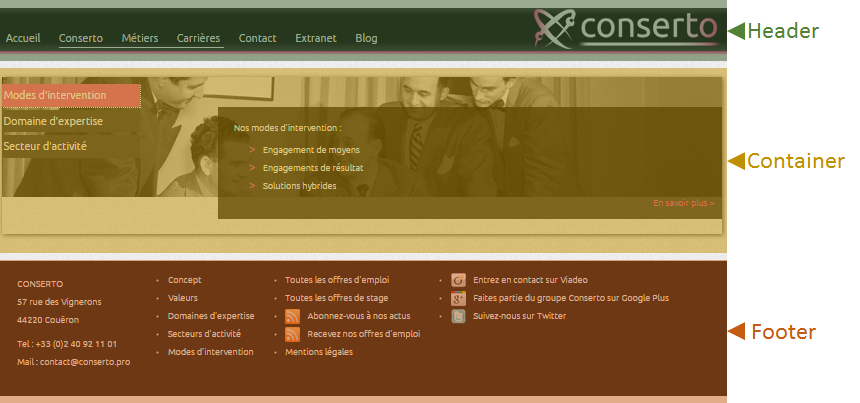 Accueil Conserto Métiers Carrières Contact Extranet Blog
conserto
Header
Modes d'intervention
Domaine d'expertise
Secteur d'activité
Nos modes d'intervention :
> Engagement de moyens
> Engagements de résultat
> Solutions hybrides
En savoir plus >
Container
CONSERTO
57 rue des Vignerons
44220 Couëron
Tel : +33 (0)2 40 92 11 01
Mail : contact@conserto.pro
• Concept
• Valeurs
• Domaines d'expertise
• Secteurs d'activité
• Modes d'intervention
• Toutes les offres d'emploi
• Toutes les offres de stage
• Abonnez-vous à nos actus
• Recevez nos offres d'emploi
• Mentions légales
• Entrez en contact sur Viadeo
• Faites partie du groupe Conserto sur Google Plus
• Suivez-nous sur Twitter
Footer